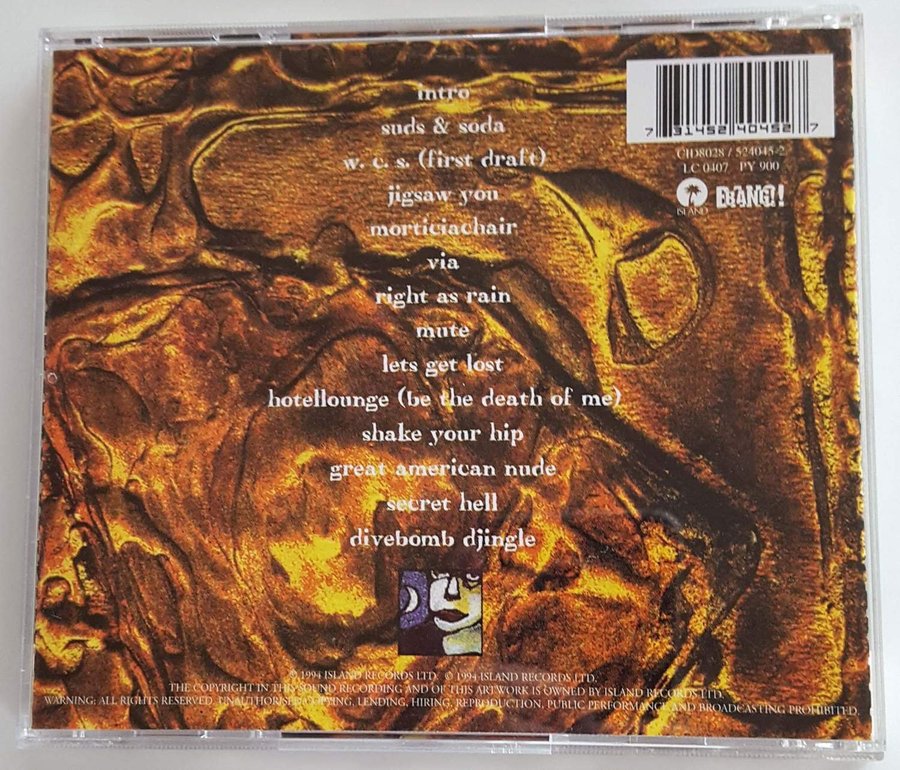 intro
suds & soda
w. c. s. (first draft)
jigsaw you
morticiachair
via
right as rain
mute
lets get lost
hotellounge (be the death of me)
shake your hip
great american nude
secret hell
divebomb djingle
7 31452 40452 7
CID8028 / 524045-2
LC 0407 PY 900
ISLAND BANG!
℗ 1994 ISLAND RECORDS LTD. © 1994 ISLAND RECORDS LTD.
THE COPYRIGHT IN THIS SOUND RECORDING AND OF THIS ARTWORK IS OWNED BY ISLAND RECORDS LTD.
WARNING: ALL RIGHTS RESERVED. UNAUTHORISED COPYING, LENDING, HIRING, REPRODUCTION, PUBLIC PERFORMANCE AND BROADCASTING PROHIBITED.